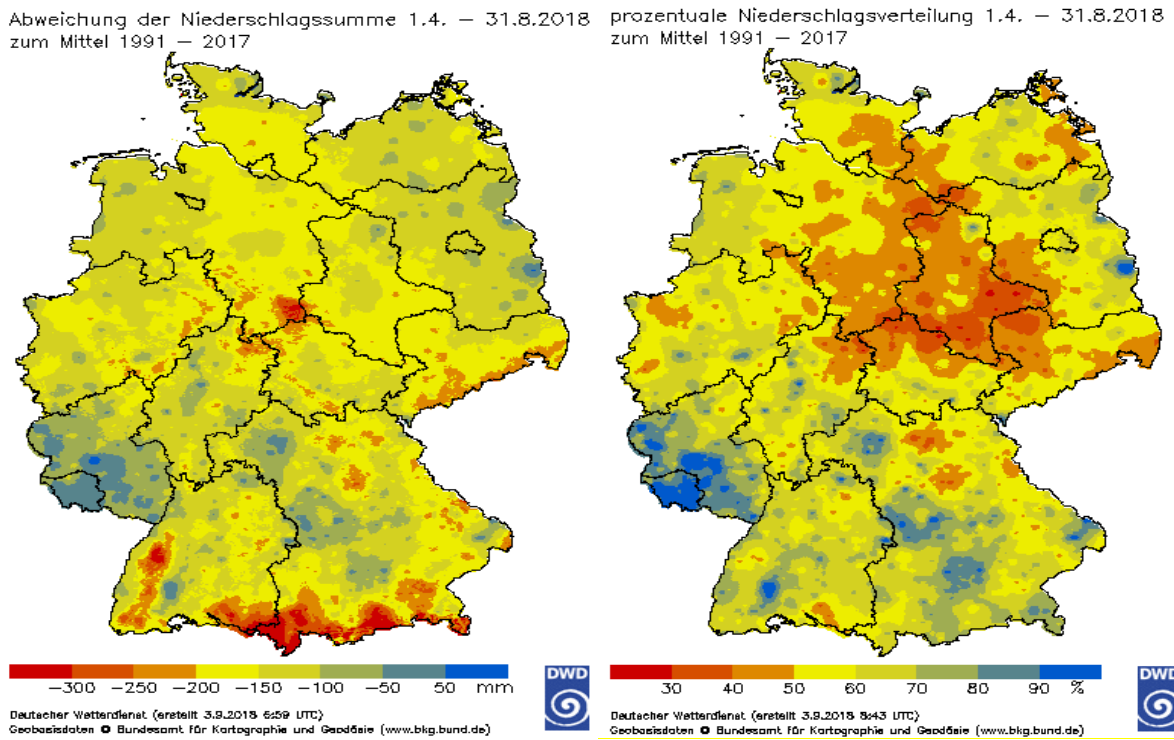 Abweichung der Niederschlagssumme 1.4. – 31.8.2018
zum Mittel 1991 – 2017
−300 −250 −200 −150 −100 −50 50 mm
DWD
Deutscher Wetterdienst (erstellt 3.9.2018 6:59 UTC)
Geobasisdaten © Bundesamt für Kartographie und Geodäsie (www.bkg.bund.de)
prozentuale Niederschlagsverteilung 1.4. – 31.8.2018
zum Mittel 1991 – 2017
30 40 50 60 70 80 90 %
DWD
Deutscher Wetterdienst (erstellt 3.9.2018 8:43 UTC)
Geobasisdaten © Bundesamt für Kartographie und Geodäsie (www.bkg.bund.de)